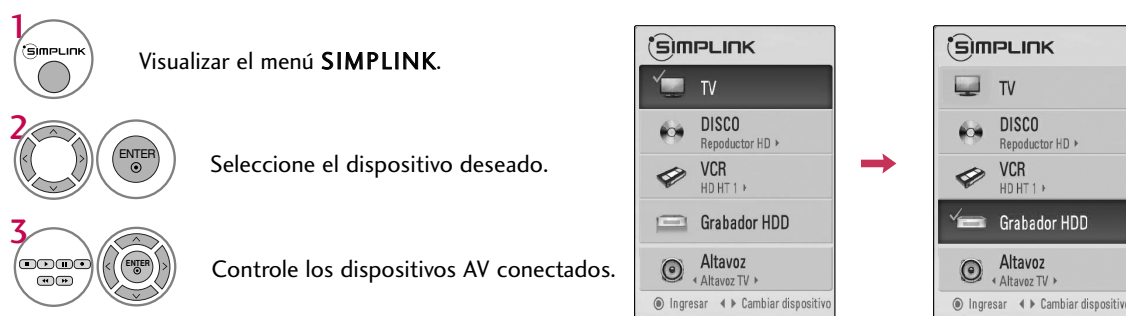 1
SIMPLINK
Visualizar el menú SIMPLINK.
2
ENTER
Seleccione el dispositivo deseado.
3
ENTER
Controle los dispositivos AV conectados.
SIMPLINK
TV
DISCO
Repoductor HD
VCR
HD HT 1
Grabador HDD
Altavoz
Altavoz TV
Ingresar Cambiar dispositivo
SIMPLINK
TV
DISCO
Repoductor HD
VCR
HD HT 1
Grabador HDD
Altavoz
Altavoz TV
Ingresar Cambiar dispositivo